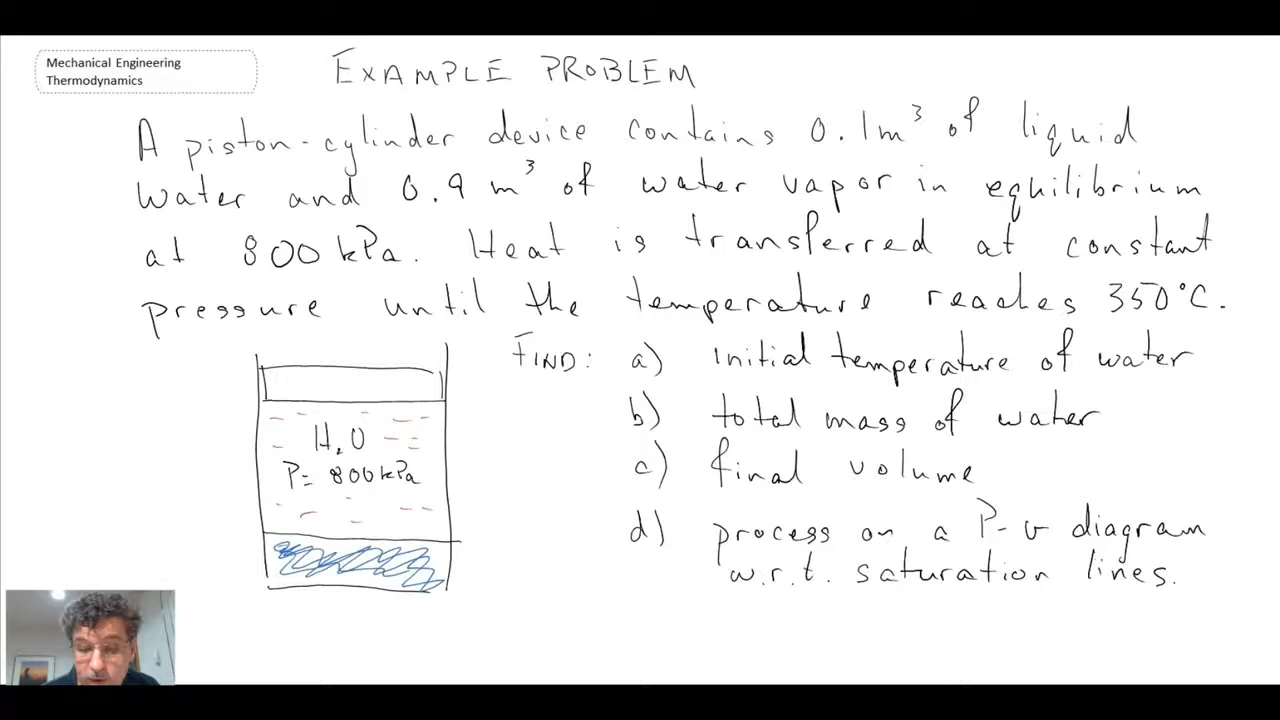 Mechanical Engineering
Thermodynamics
EXAMPLE PROBLEM
A piston-cylinder device contains 0.1m³ of liquid
water and 0.9 m³ of water vapor in equilibrium
at 800 kPa. Heat is transferred at constant
pressure until the temperature reaches 350°C.
FIND: a) initial temperature of water
b) total mass of water
c) final volume
d) process on a P-v diagram
w.r.t. saturation lines.
H₂O
P= 800kPa